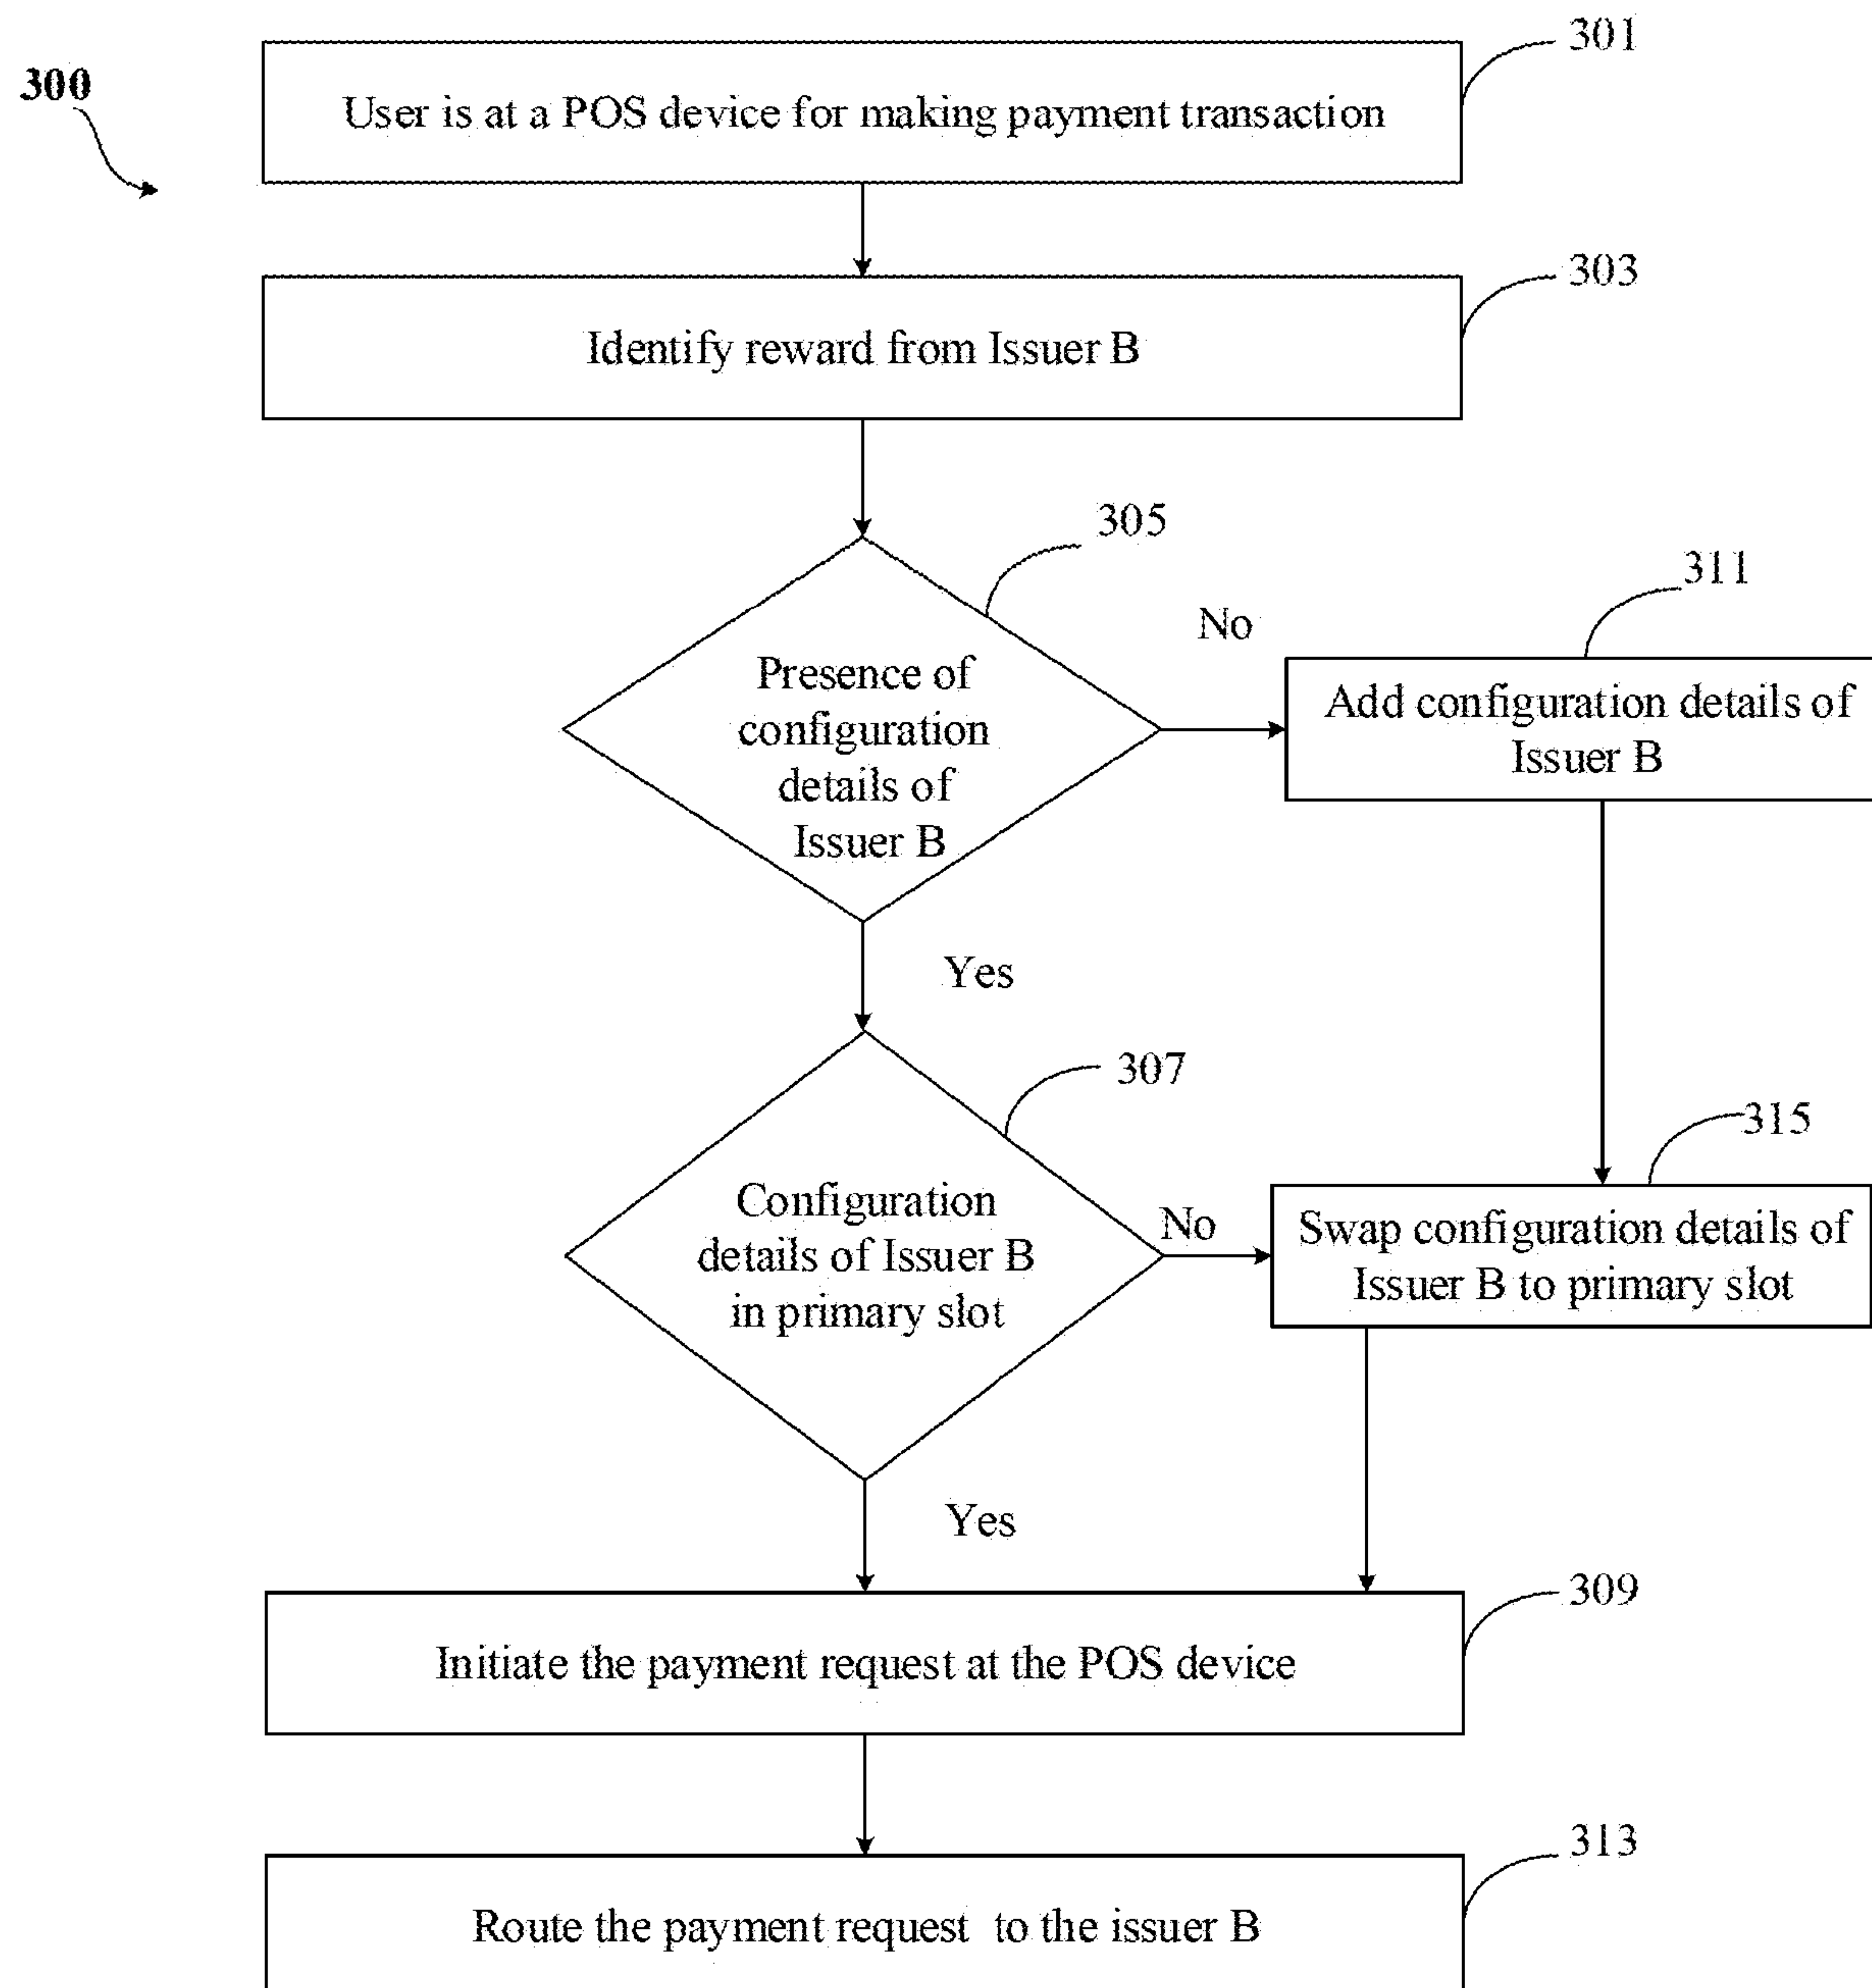 300
301
User is at a POS device for making payment transaction
303
Identify reward from Issuer B
305
Presence of
configuration
details of
Issuer B
No
311
Add configuration details of
Issuer B
Yes
307
Configuration
details of Issuer B
in primary slot
No
315
Swap configuration details of
Issuer B to primary slot
Yes
309
Initiate the payment request at the POS device
313
Route the payment request to the issuer B